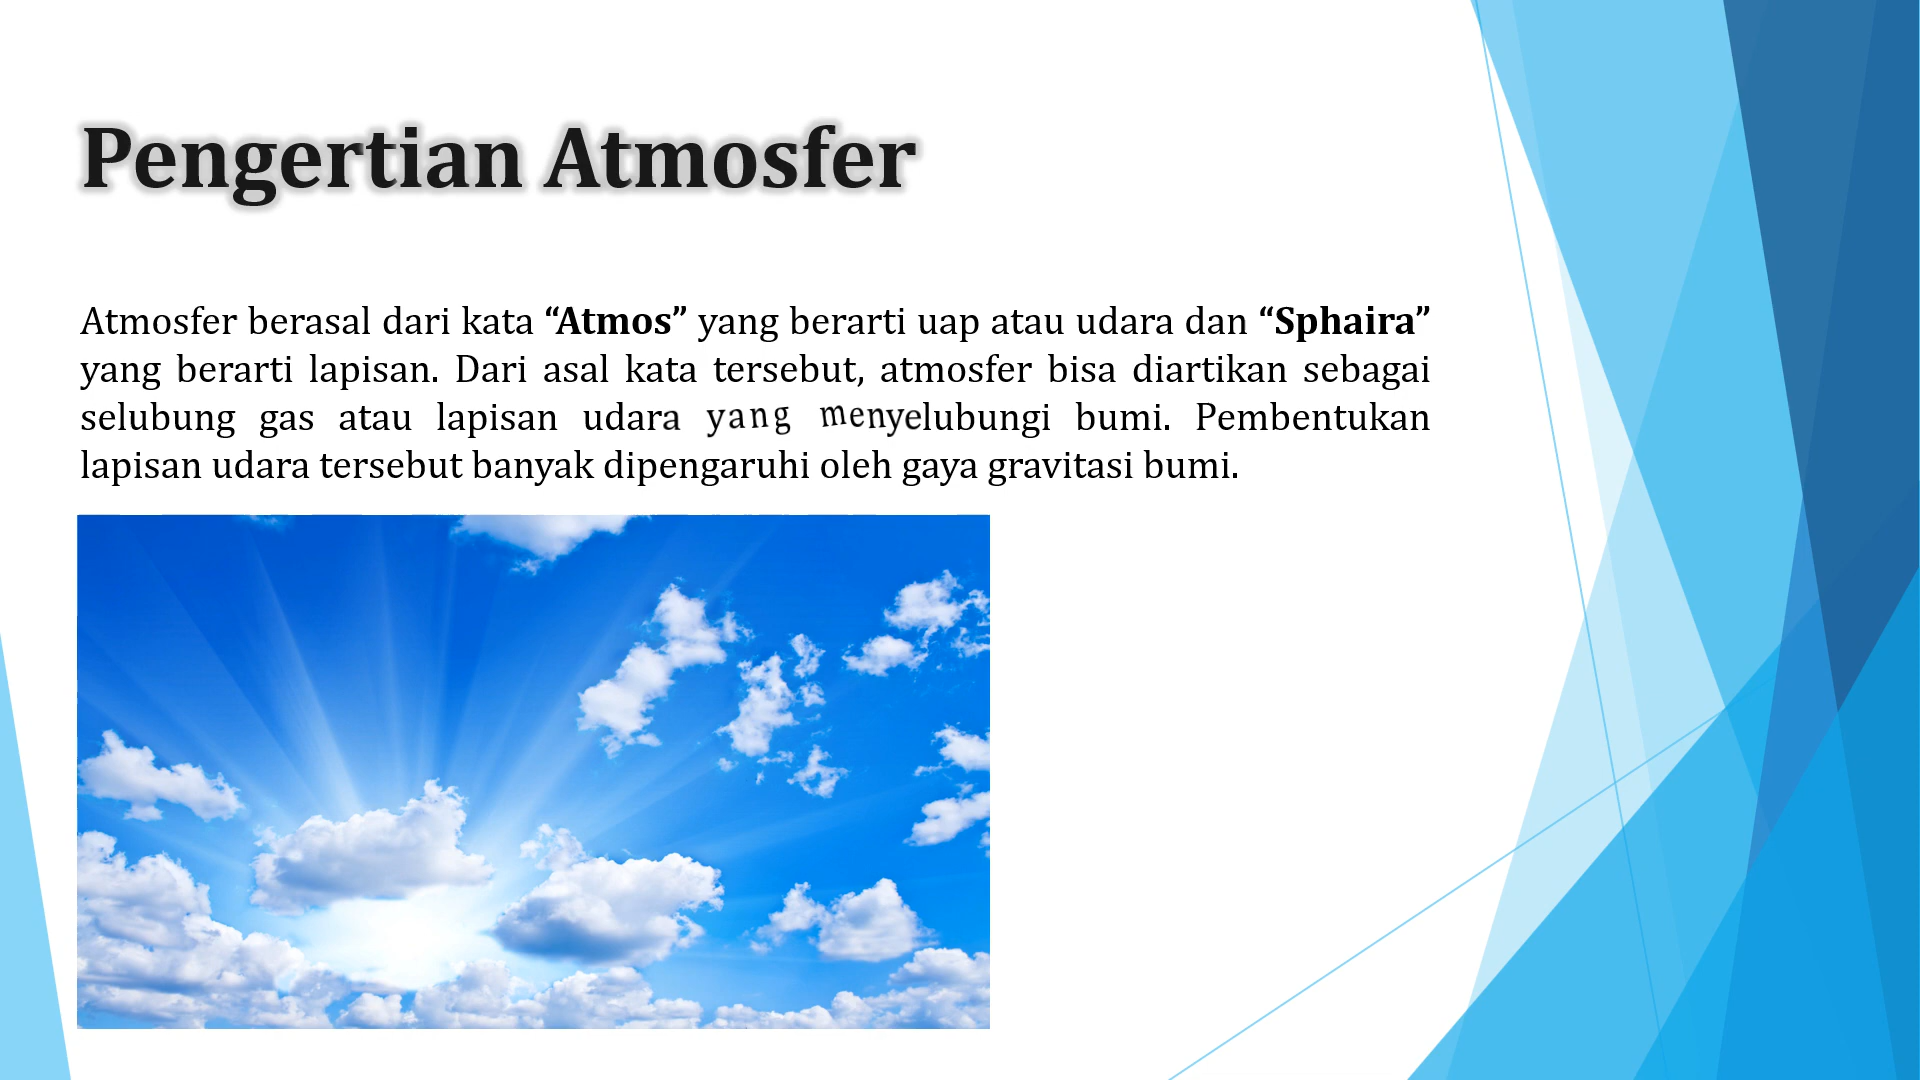 Pengertian Atmosfer
Atmosfer berasal dari kata “Atmos” yang berarti uap atau udara dan “Sphaira”
yang berarti lapisan. Dari asal kata tersebut, atmosfer bisa diartikan sebagai
selubung gas atau lapisan udara yang menyelubungi bumi. Pembentukan
lapisan udara tersebut banyak dipengaruhi oleh gaya gravitasi bumi.